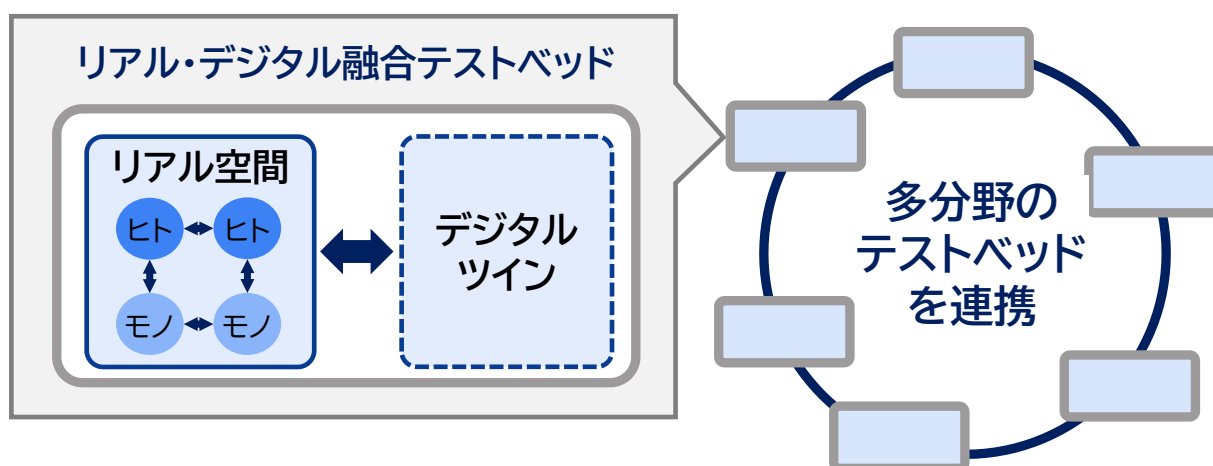 リアル・デジタル融合テストベッド
リアル空間
ヒト
ヒト
モノ
モノ
デジタル
ツイン
多分野の
テストベッド
を連携